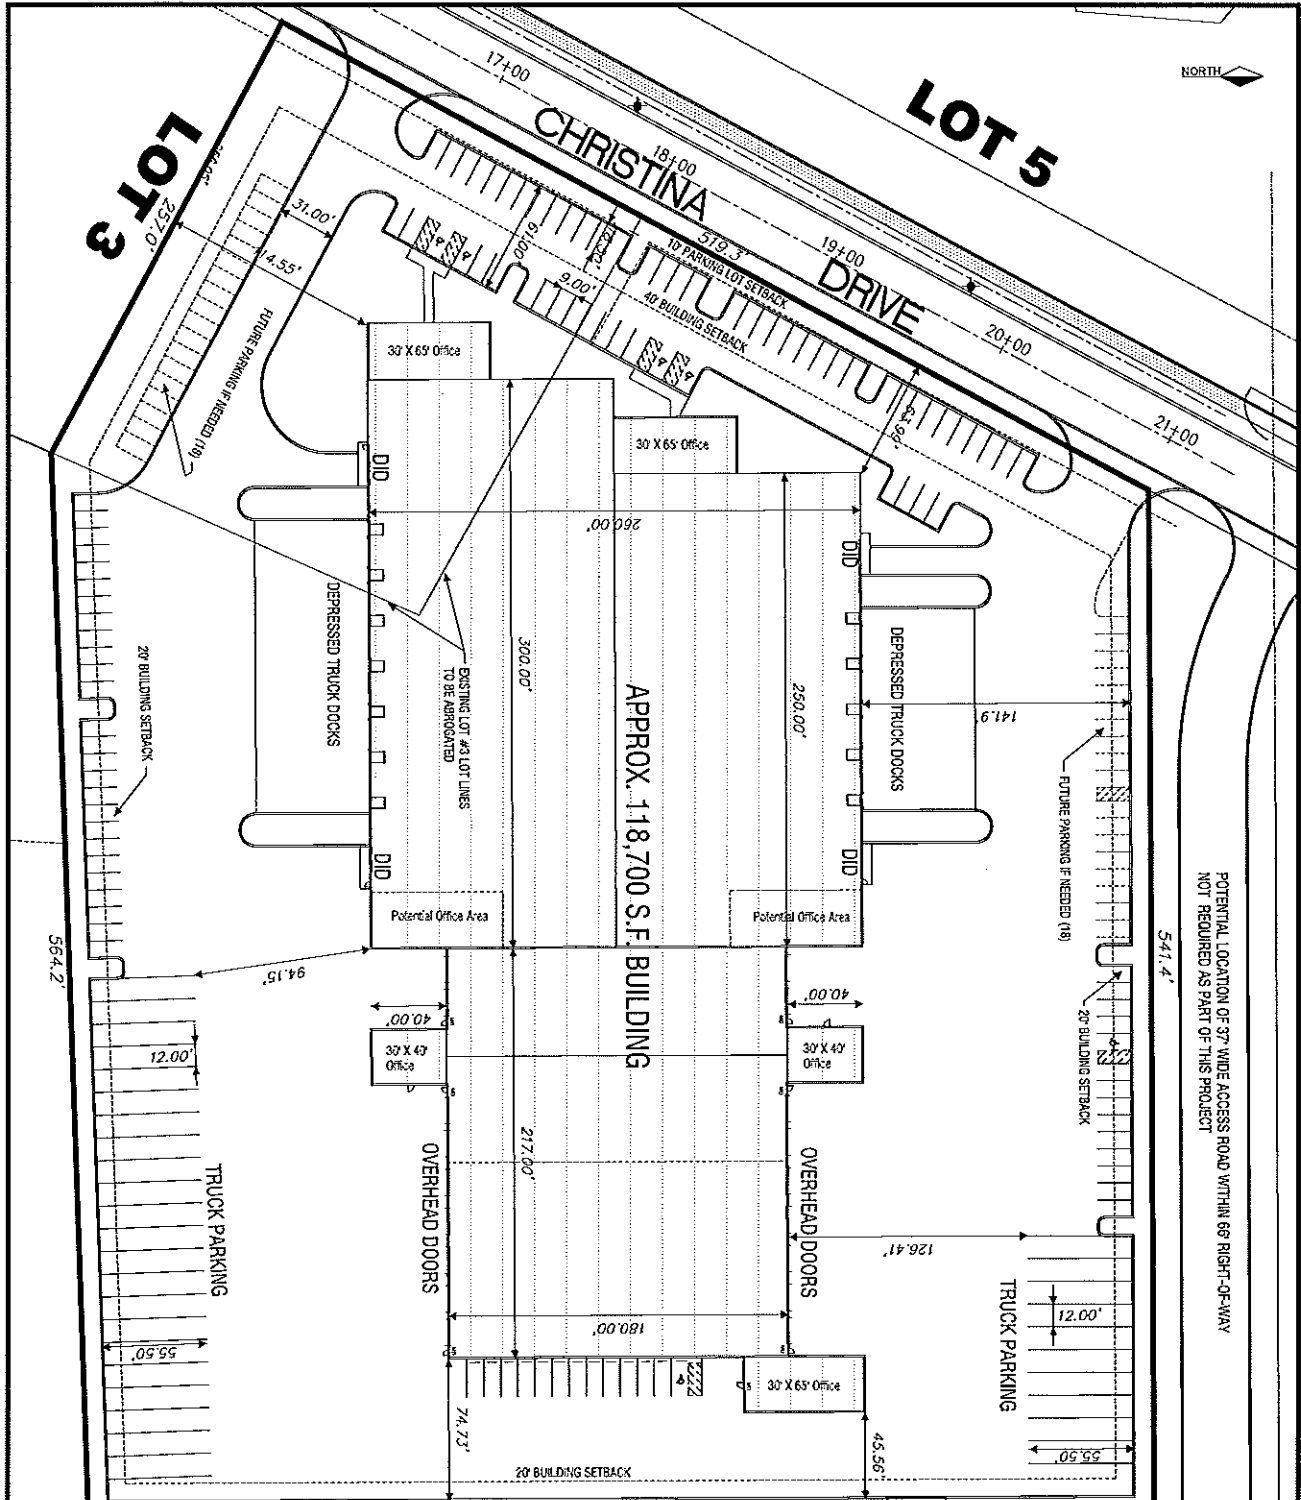 NORTH
LOT 5
LOT 3
17+00
18+00
19+00
20+00
21+00
CHRISTINA DRIVE
519.3'
10' PARKING LOT SETBACK
40' BUILDING SETBACK
257.0'
31.00'
61.00'
9.00'
69.66'
FUTURE PARKING IF NEEDED (18)
30' X 65' Office
30' X 65' Office
DID
DID
260.00'
DEPRESSED TRUCK DOCKS
DEPRESSED TRUCK DOCKS
300.00'
250.00'
141.9'
EXISTING LOT #3 LOT LINES
TO BE ABROGATED
APPROX. 118,700 S.F. BUILDING
20' BUILDING SETBACK
FUTURE PARKING IF NEEDED (18)
DID
DID
Potential Office Area
Potential Office Area
POTENTIAL LOCATION OF 37' WIDE ACCESS ROAD WITHIN 66' RIGHT-OF-WAY
NOT REQUIRED AS PART OF THIS PROJECT
541.4'
564.2'
94.15'
40.00'
40.00'
30' X 40'
Office
30' X 40'
Office
20' BUILDING SETBACK
12.00'
217.00'
OVERHEAD DOORS
OVERHEAD DOORS
TRUCK PARKING
126.41'
TRUCK PARKING
12.00'
180.00'
55.50'
30' X 65' Office
74.73'
45.56'
55.50'
20' BUILDING SETBACK